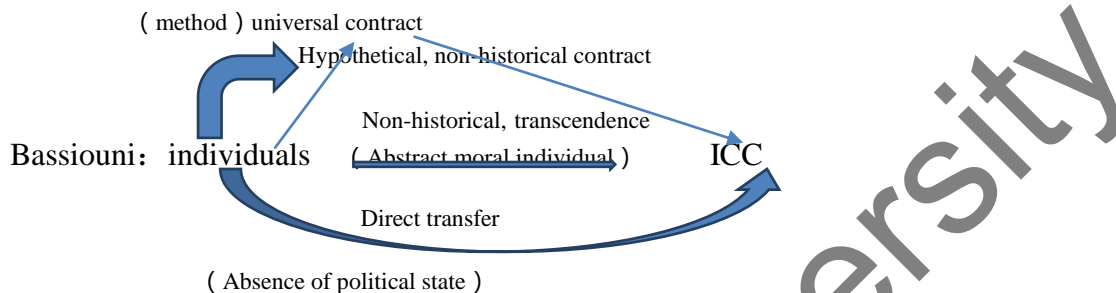 （method）universal contract
Hypothetical, non-historical contract
Non-historical, transcendence
Bassiouni：individuals （Abstract moral individual） ICC
Direct transfer
（Absence of political state）
ersity